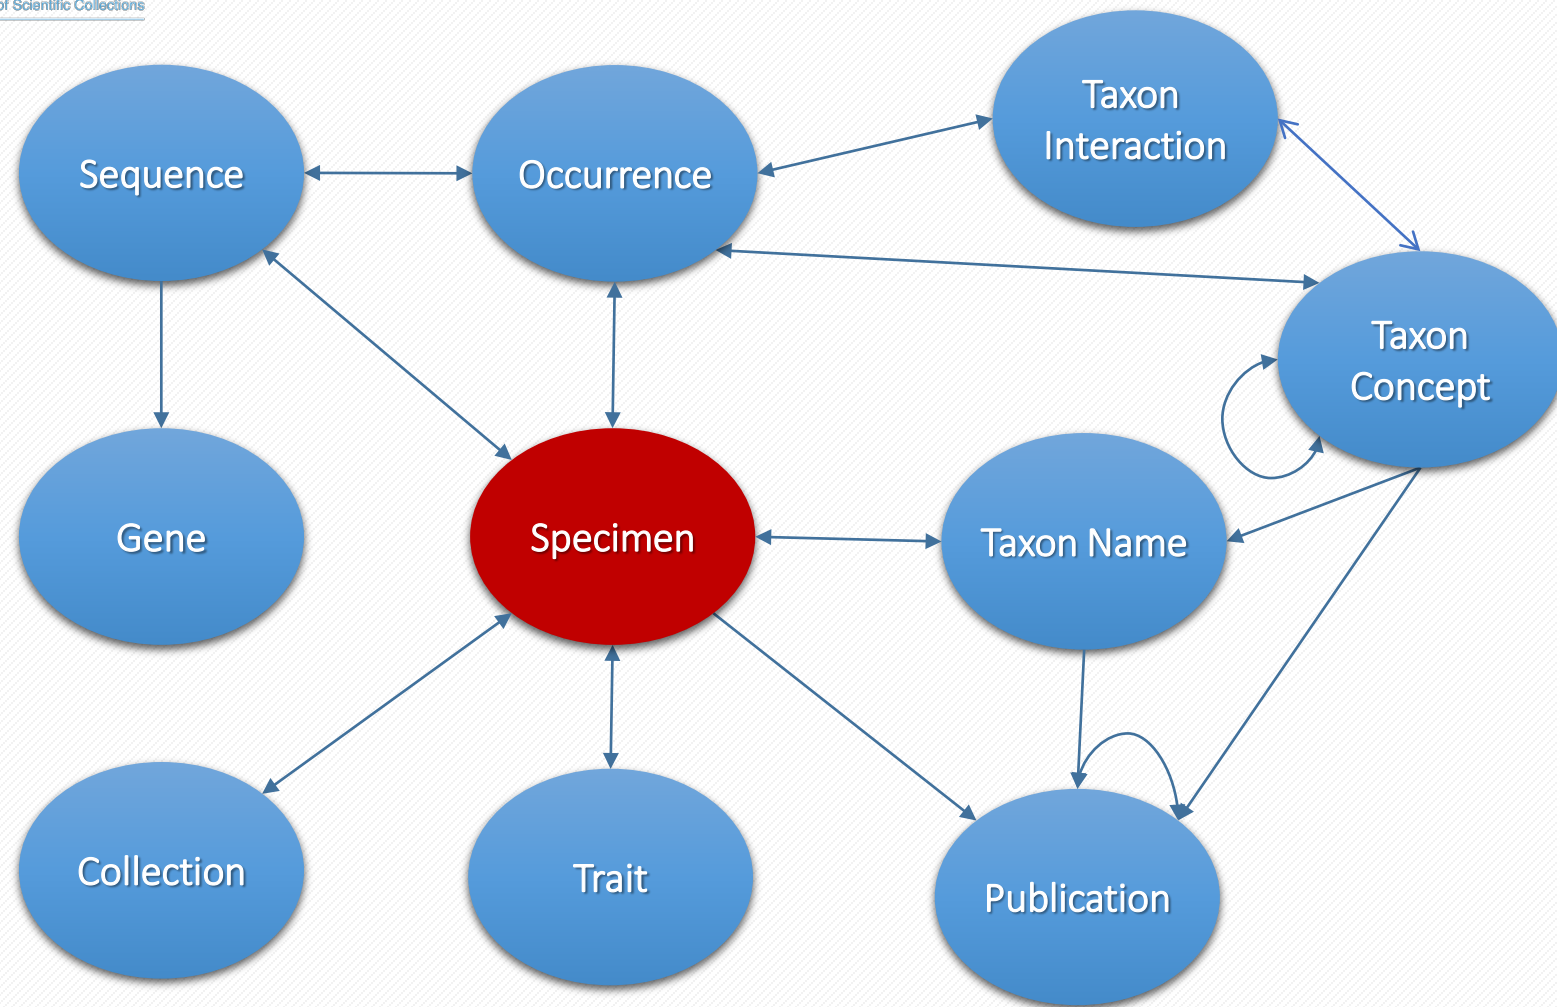 of Scientific Collections
Taxon
Interaction
Sequence
Occurrence
Taxon
Concept
Gene
Specimen
Taxon Name
Collection
Trait
Publication